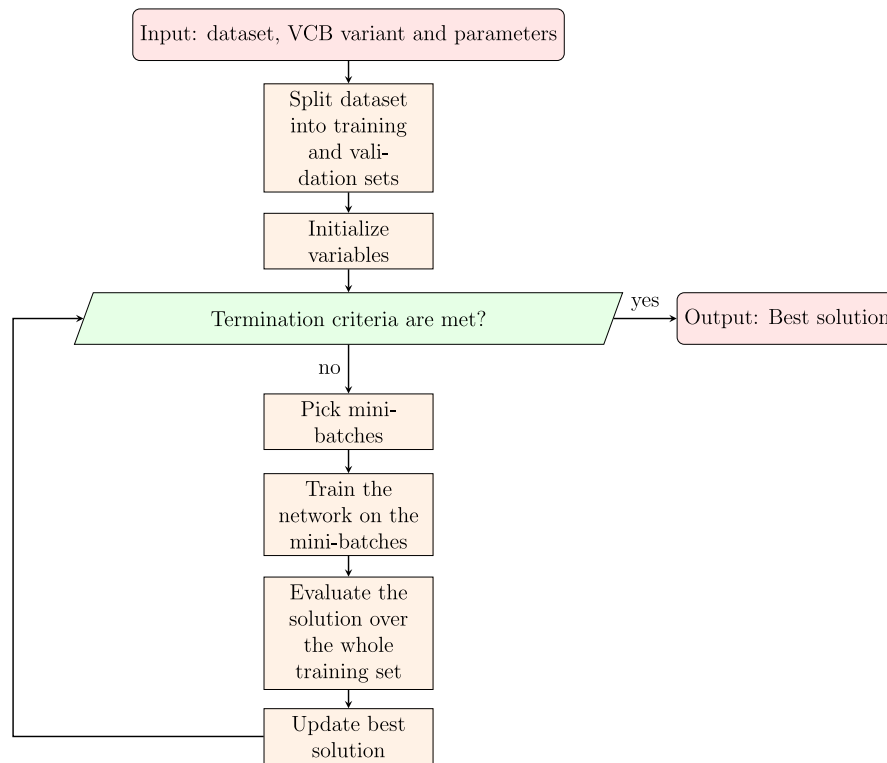 Input: dataset, VCB variant and parameters
Split dataset
into training
and vali-
dation sets
Initialize
variables
Termination criteria are met?
yes
Output: Best solution
no
Pick mini-
batches
Train the
network on the
mini-batches
Evaluate the
solution over
the whole
training set
Update best
solution